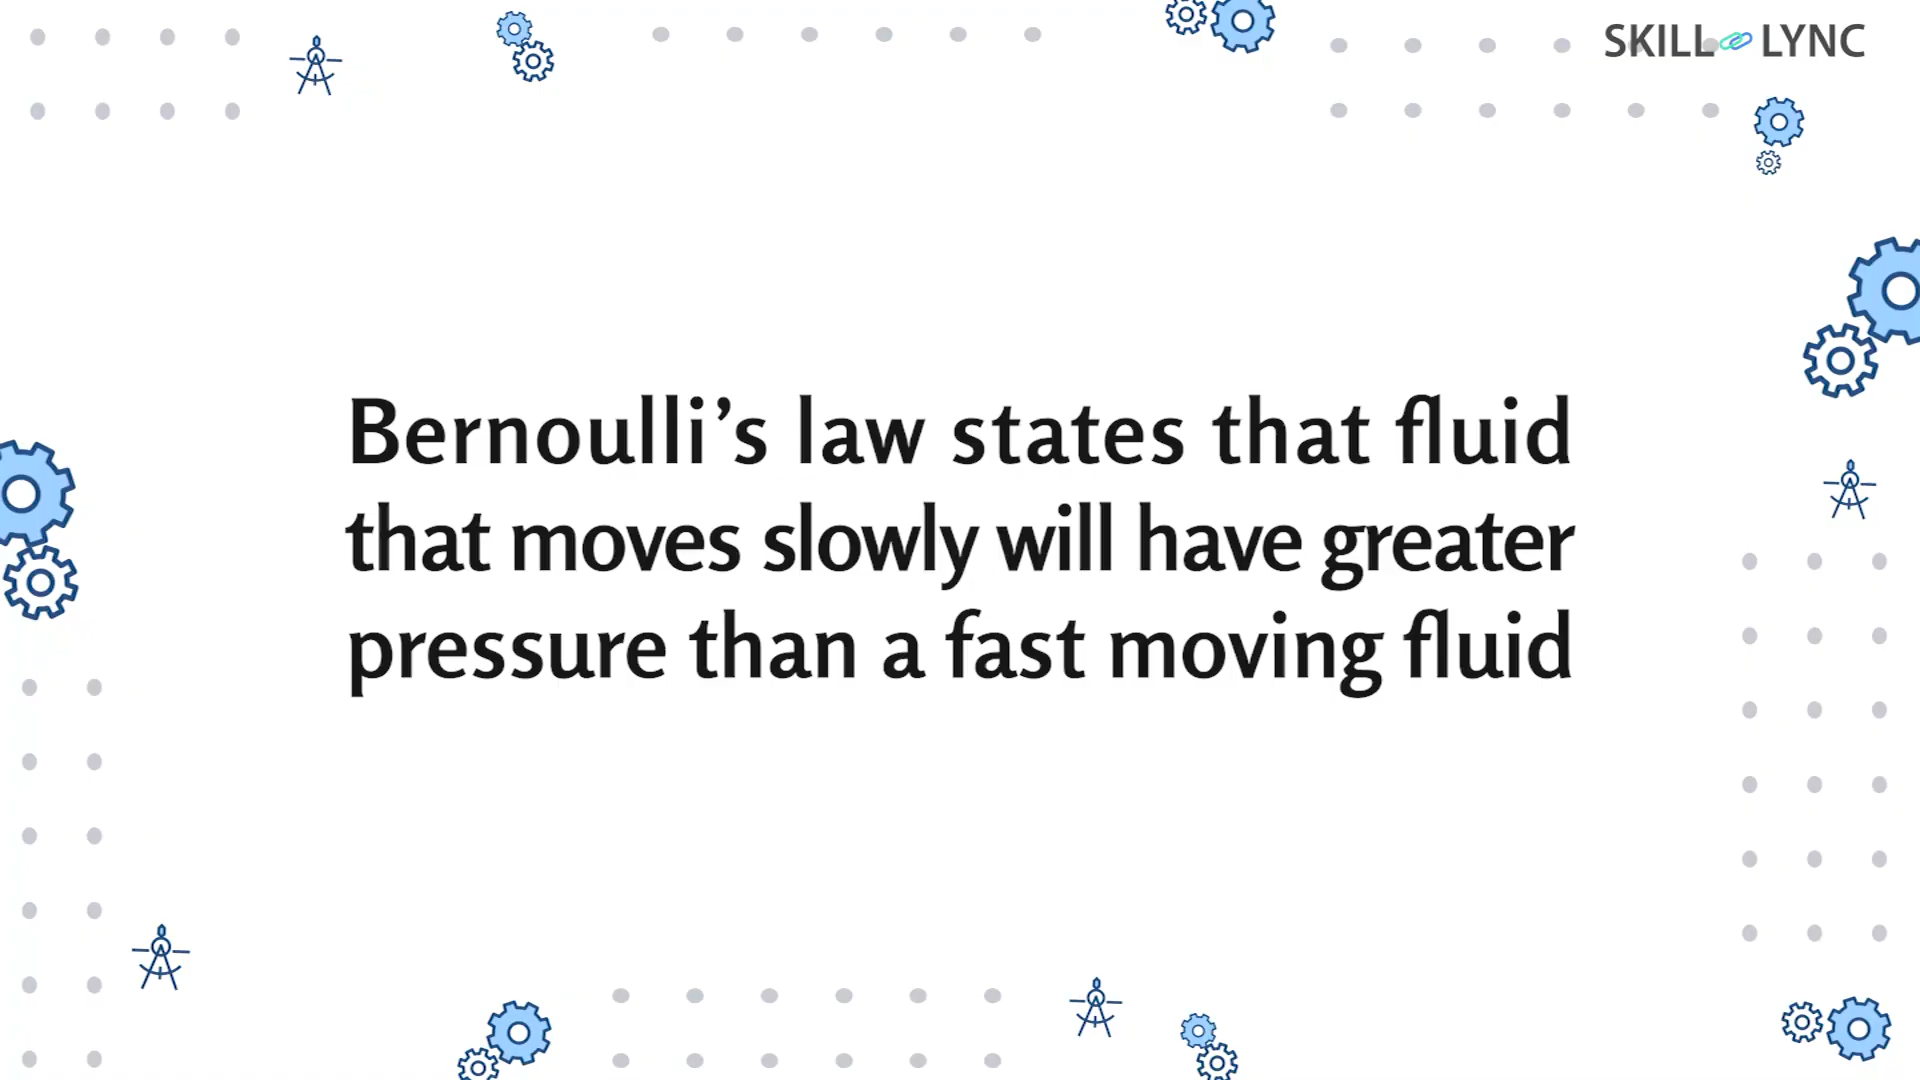 SKILL LYNC
Bernoulli’s law states that fluid
that moves slowly will have greater
pressure than a fast moving fluid